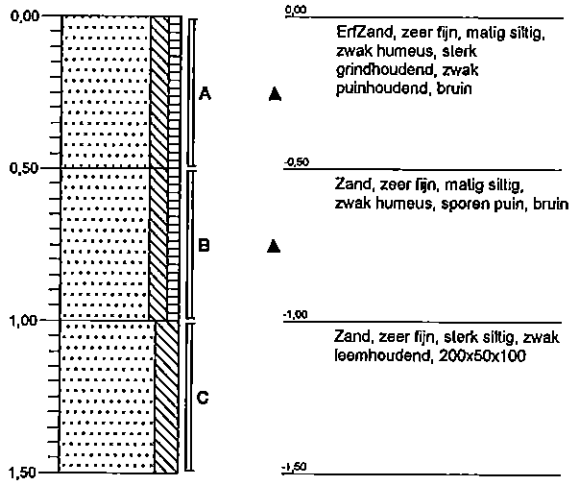 0,00
0,50
1,00
1,50
A
B
C
0,00
ErfZand, zeer fijn, matig siltig,
zwak humeus, sterk
grindhoudend, zwak
puinhoudend, bruin
-0,50
Zand, zeer fijn, matig siltig,
zwak humeus, sporen puin, bruin
-1,00
Zand, zeer fijn, sterk siltig, zwak
leemhoudend, 200x50x100
-1,50